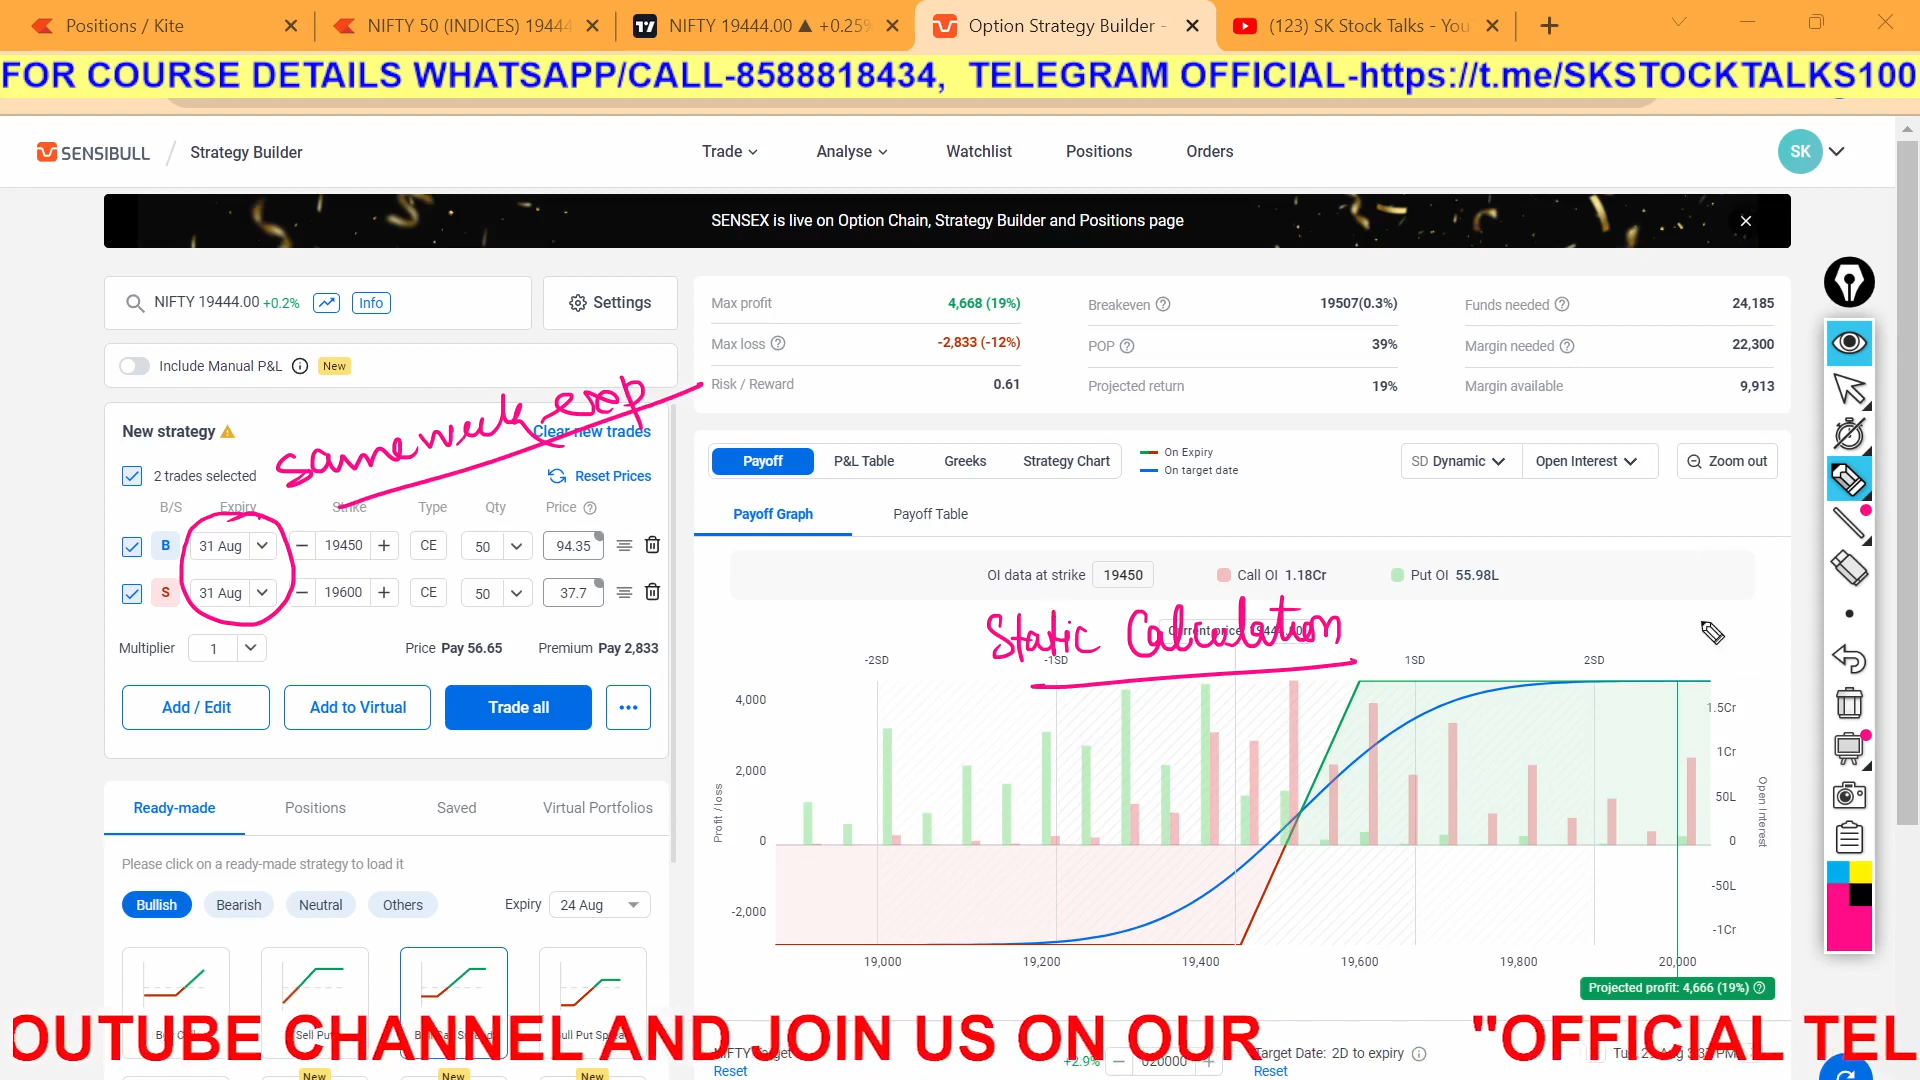 Positions / Kite
NIFTY 50 (INDICES) 19444
NIFTY 19444.00 ▲ +0.25%
Option Strategy Builder -
(123) SK Stock Talks - You
FOR COURSE DETAILS WHATSAPP/CALL-8588818434, TELEGRAM OFFICIAL-https://t.me/SKSTOCKTALKS100
SENSIBULL / Strategy Builder
Trade
Analyse
Watchlist
Positions
Orders
SK
SENSEX is live on Option Chain, Strategy Builder and Positions page
NIFTY 19444.00 +0.2%
Info
Settings
Include Manual P&L
New
Max profit 4,668 (19%)
Max loss -2,833 (-12%)
Risk / Reward 0.61
Breakeven 19507(0.3%)
POP 39%
Projected return 19%
Funds needed 24,185
Margin needed 22,300
Margin available 9,913
same week
New strategy
Clear new trades
2 trades selected
Reset Prices
B/S Expiry Strike Type Qty Price
B 31 Aug 19450 CE 50 94.35
S 31 Aug 19600 CE 50 37.7
Multiplier 1
Price Pay 56.65
Premium Pay 2,833
Add / Edit
Add to Virtual
Trade all
Payoff
P&L Table
Greeks
Strategy Chart
On Expiry
On target date
SD Dynamic
Open Interest
Zoom out
Payoff Graph
Payoff Table
OI data at strike 19450
Call OI 1.18Cr
Put OI 55.98L
Static Calculation
-2SD -1SD 1SD 2SD
4,000
2,000
0
-2,000
Profit / loss
1.5Cr
1Cr
50L
0
-50L
-1Cr
Open Interest
19,000 19,200 19,400 19,600 19,800 20,000
Projected profit: 4,666 (19%)
Ready-made
Positions
Saved
Virtual Portfolios
Please click on a ready-made strategy to load it
Bullish
Bearish
Neutral
Others
Expiry 24 Aug
Sell Put
OUTUBE CHANNEL AND JOIN US ON OUR "OFFICIAL TEL
+2.9%
Target Date: 2D to expiry
Reset
Reset
New
New
New